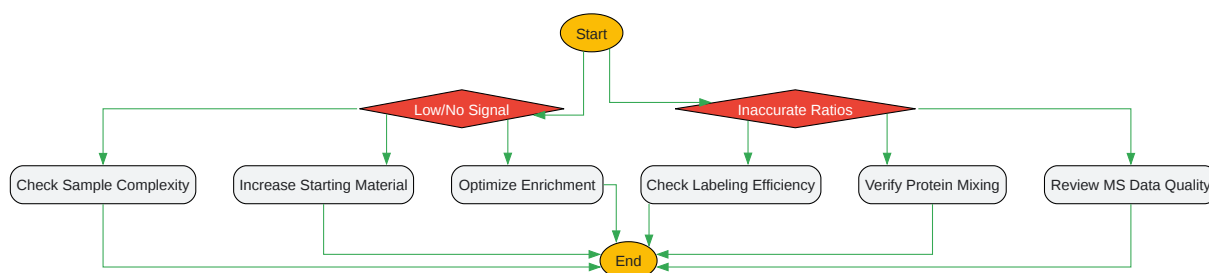 Start
Low/No Signal
Inaccurate Ratios
Check Sample Complexity
Increase Starting Material
Optimize Enrichment
Check Labeling Efficiency
Verify Protein Mixing
Review MS Data Quality
End